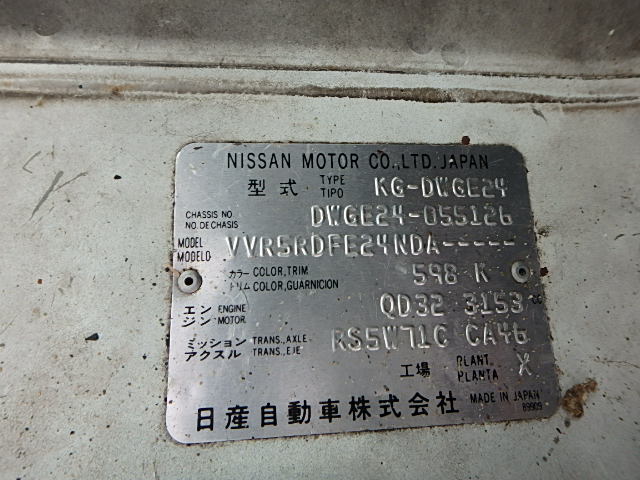 NISSAN MOTOR CO.,LTD. JAPAN
型式 TYPE TIPO KG-DWGE24
CHASSIS NO. NO. DE CHASIS DWGE24-055126
MODEL MODELO VVR5RDFE24NDA-----
カラー COLOR, TRIM トリム COLOR, GUARNICION 598 K
エンジン ENGINE MOTOR. QD32 3153 cc
ミッション アクスル TRANS., AXLE TRANS., EJE RS5W71C CA46
工場 PLANT. PLANTA X
日産自動車株式会社 MADE IN JAPAN
89909